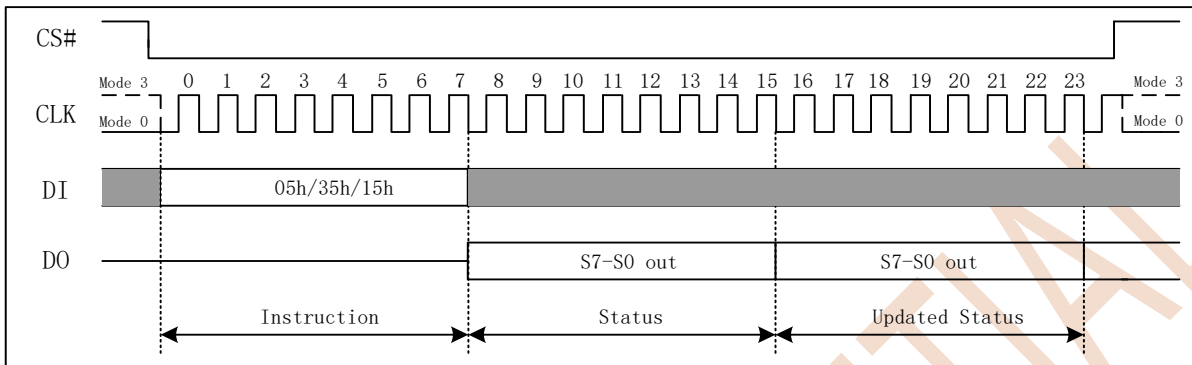 CS#
Mode 3 0 1 2 3 4 5 6 7 8 9 10 11 12 13 14 15 16 17 18 19 20 21 22 23 Mode 3
CLK
Mode 0 Mode 0
DI 05h/35h/15h
DO S7-S0 out S7-S0 out
Instruction Status Updated Status